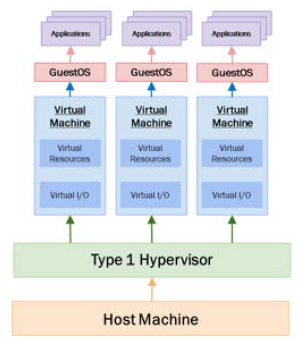 Applications Applications Applications
GuestOS GuestOS GuestOS
Virtual Virtual Virtual
Machine Machine Machine
Virtual Virtual Virtual
Resources Resources Resources
Virtual I/O Virtual I/O Virtual I/O
Type 1 Hypervisor
Host Machine